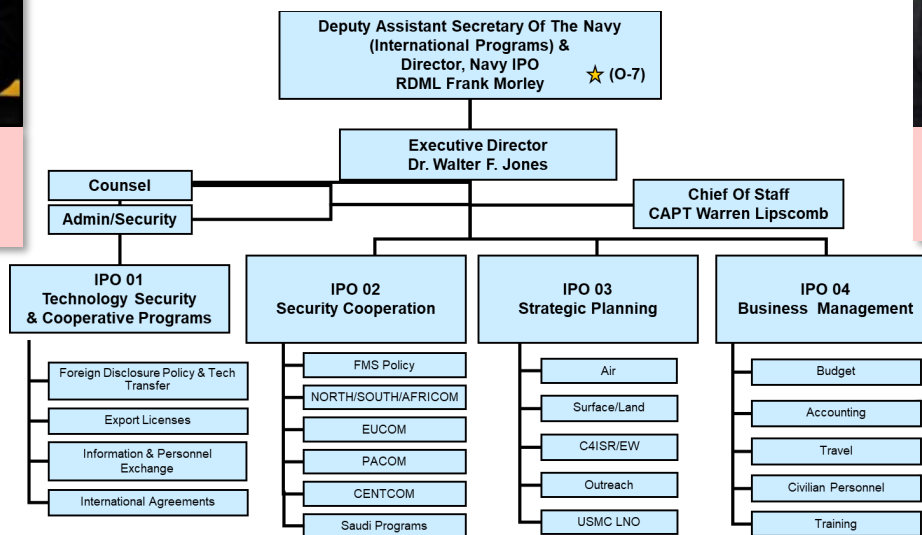 Deputy Assistant Secretary Of The Navy
(International Programs) &
Director, Navy IPO
RDML Frank Morley
(O-7)
Executive Director
Dr. Walter F. Jones
Counsel
Admin/Security
Chief Of Staff
CAPT Warren Lipscomb
IPO 01
Technology Security
& Cooperative Programs
Foreign Disclosure Policy & Tech
Transfer
Export Licenses
Information & Personnel
Exchange
International Agreements
IPO 02
Security Cooperation
FMS Policy
NORTH/SOUTH/AFRICOM
EUCOM
PACOM
CENTCOM
Saudi Programs
IPO 03
Strategic Planning
Air
Surface/Land
C4ISR/EW
Outreach
USMC LNO
IPO 04
Business Management
Budget
Accounting
Travel
Civilian Personnel
Training